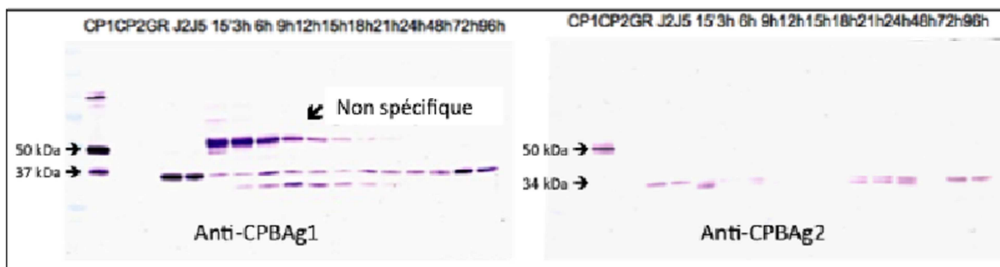 CP1CP2GR J2J5 15'3h 6h 9h12h15h18h21h24h48h72h96h
Non spécifique
50 kDa
37 kDa
Anti-CPBAg1
CP1CP2GR J2J5 15'3h 6h 9h12h15h18h21h24h48h72h96h
50 kDa
34 kDa
Anti-CPBAg2